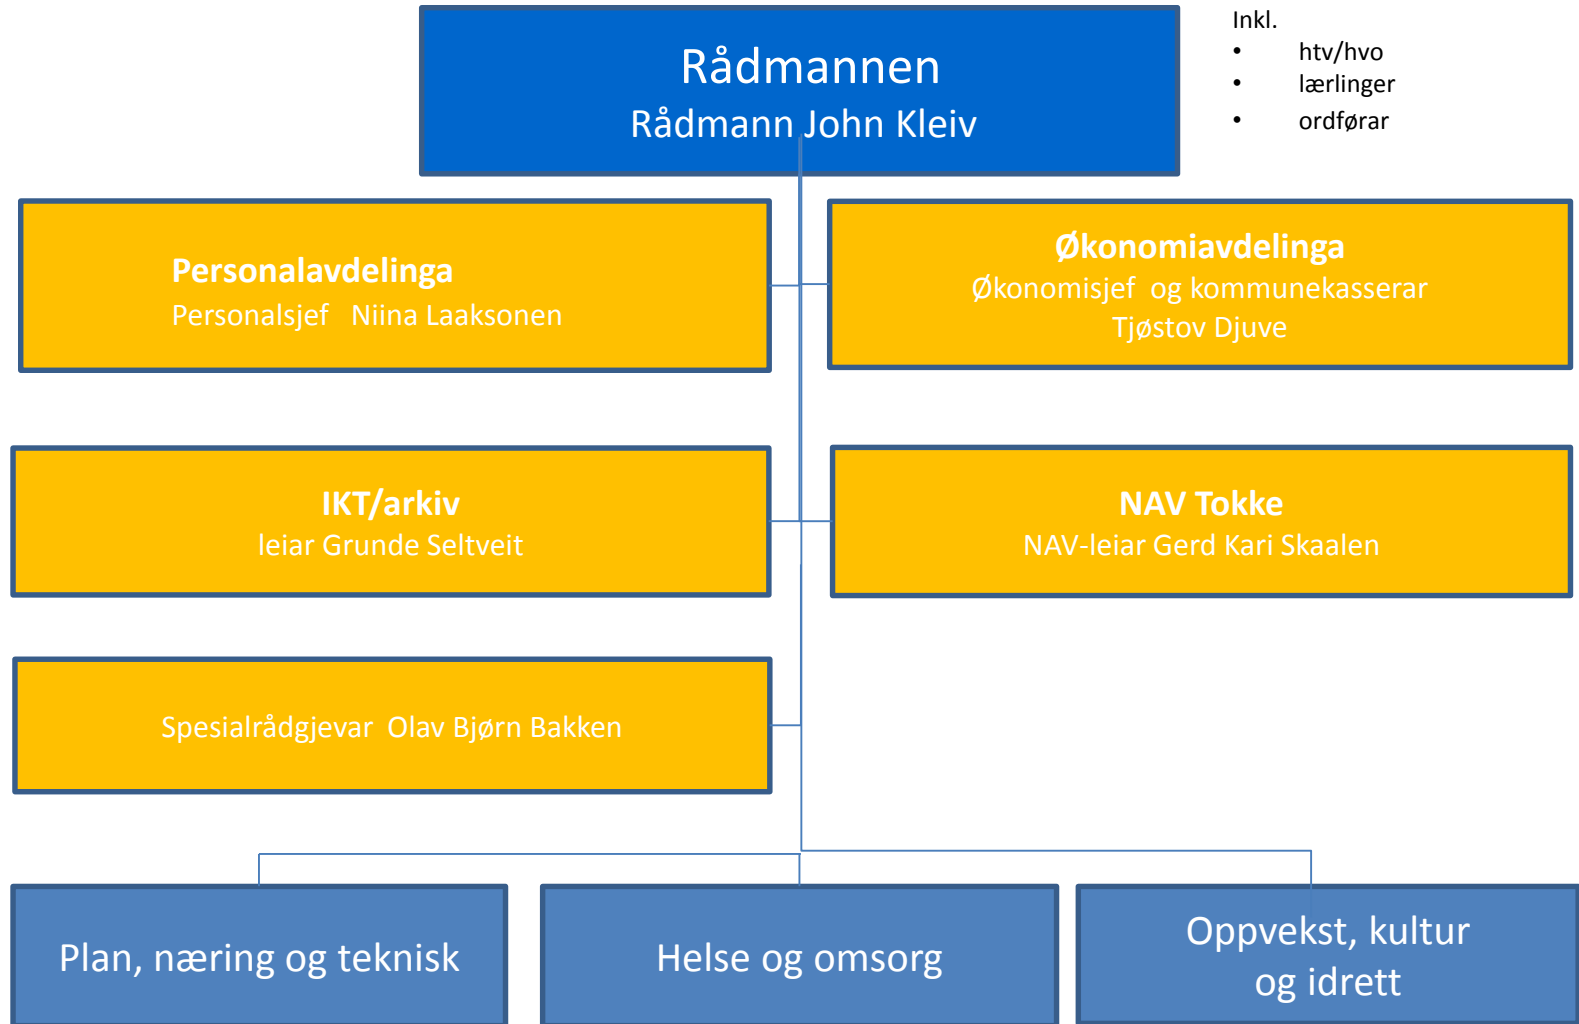 Rådmannen
Rådmann John Kleiv
Inkl.
• htv/hvo
• lærlinger
• ordførar
Personalavdelinga
Personalsjef Niina Laaksonen
Økonomiavdelinga
Økonomisjef og kommunekasserar
Tjøstov Djuve
IKT/arkiv
leiar Grunde Seltveit
NAV Tokke
NAV-leiar Gerd Kari Skaalen
Spesialrådgjevar Olav Bjørn Bakken
Plan, næring og teknisk
Helse og omsorg
Oppvekst, kultur
og idrett